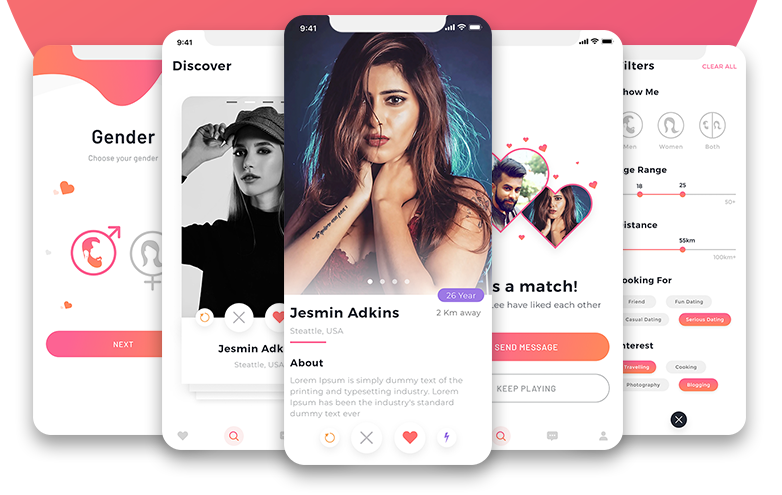 Gender
Choose your gender
NEXT
9:41
Discover
Jesmin Adk
Steattle, USA
9:41
26 Year
Jesmin Adkins
2 Km away
Steattle, USA
About
Lorem Ipsum is simply dummy text of the
printing and typesetting industry. Lorem
Ipsum has been the industry's standard
dummy text ever
s a match!
Lee have liked each other
SEND MESSAGE
KEEP PLAYING
ilters
CLEAR ALL
how Me
Men
Women
Both
ge Range
18
25
50+
istance
55km
100km+
ooking For
Friend
Fun Dating
Casual Dating
Serious Dating
nterest
Travelling
Cooking
Photography
Blogging